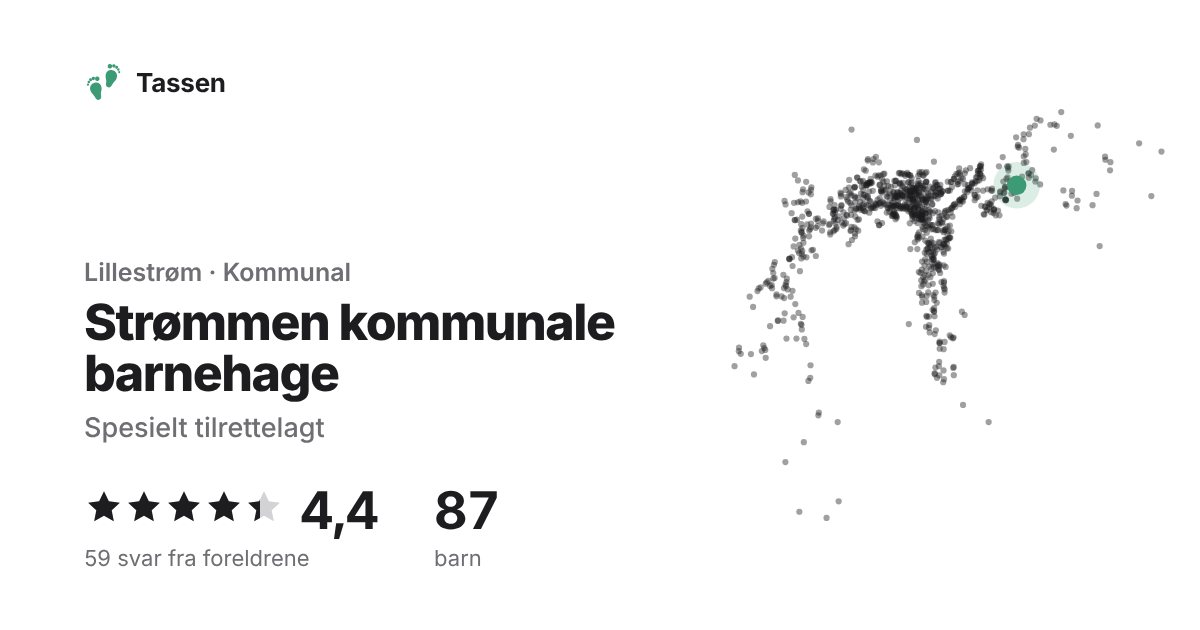 Tassen
Lillestrøm · Kommunal
Strømmen kommunale
barnehage
Spesielt tilrettelagt
4,4
59 svar fra foreldrene
87
barn